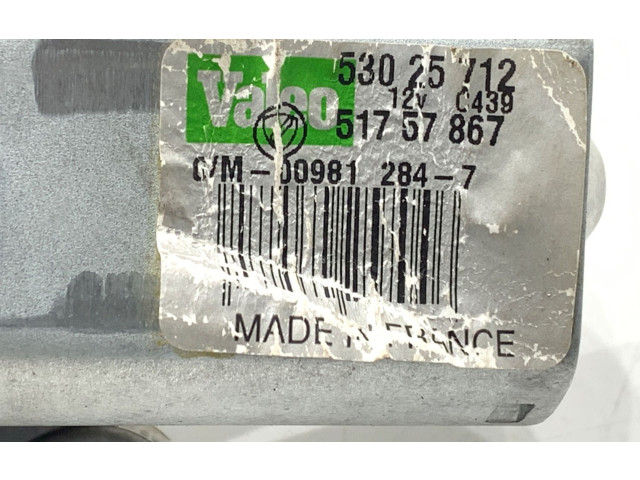 Valeo 530 25 712
12v C439
517 57 867
G/M-00981 284-7
MADE IN FRANCE